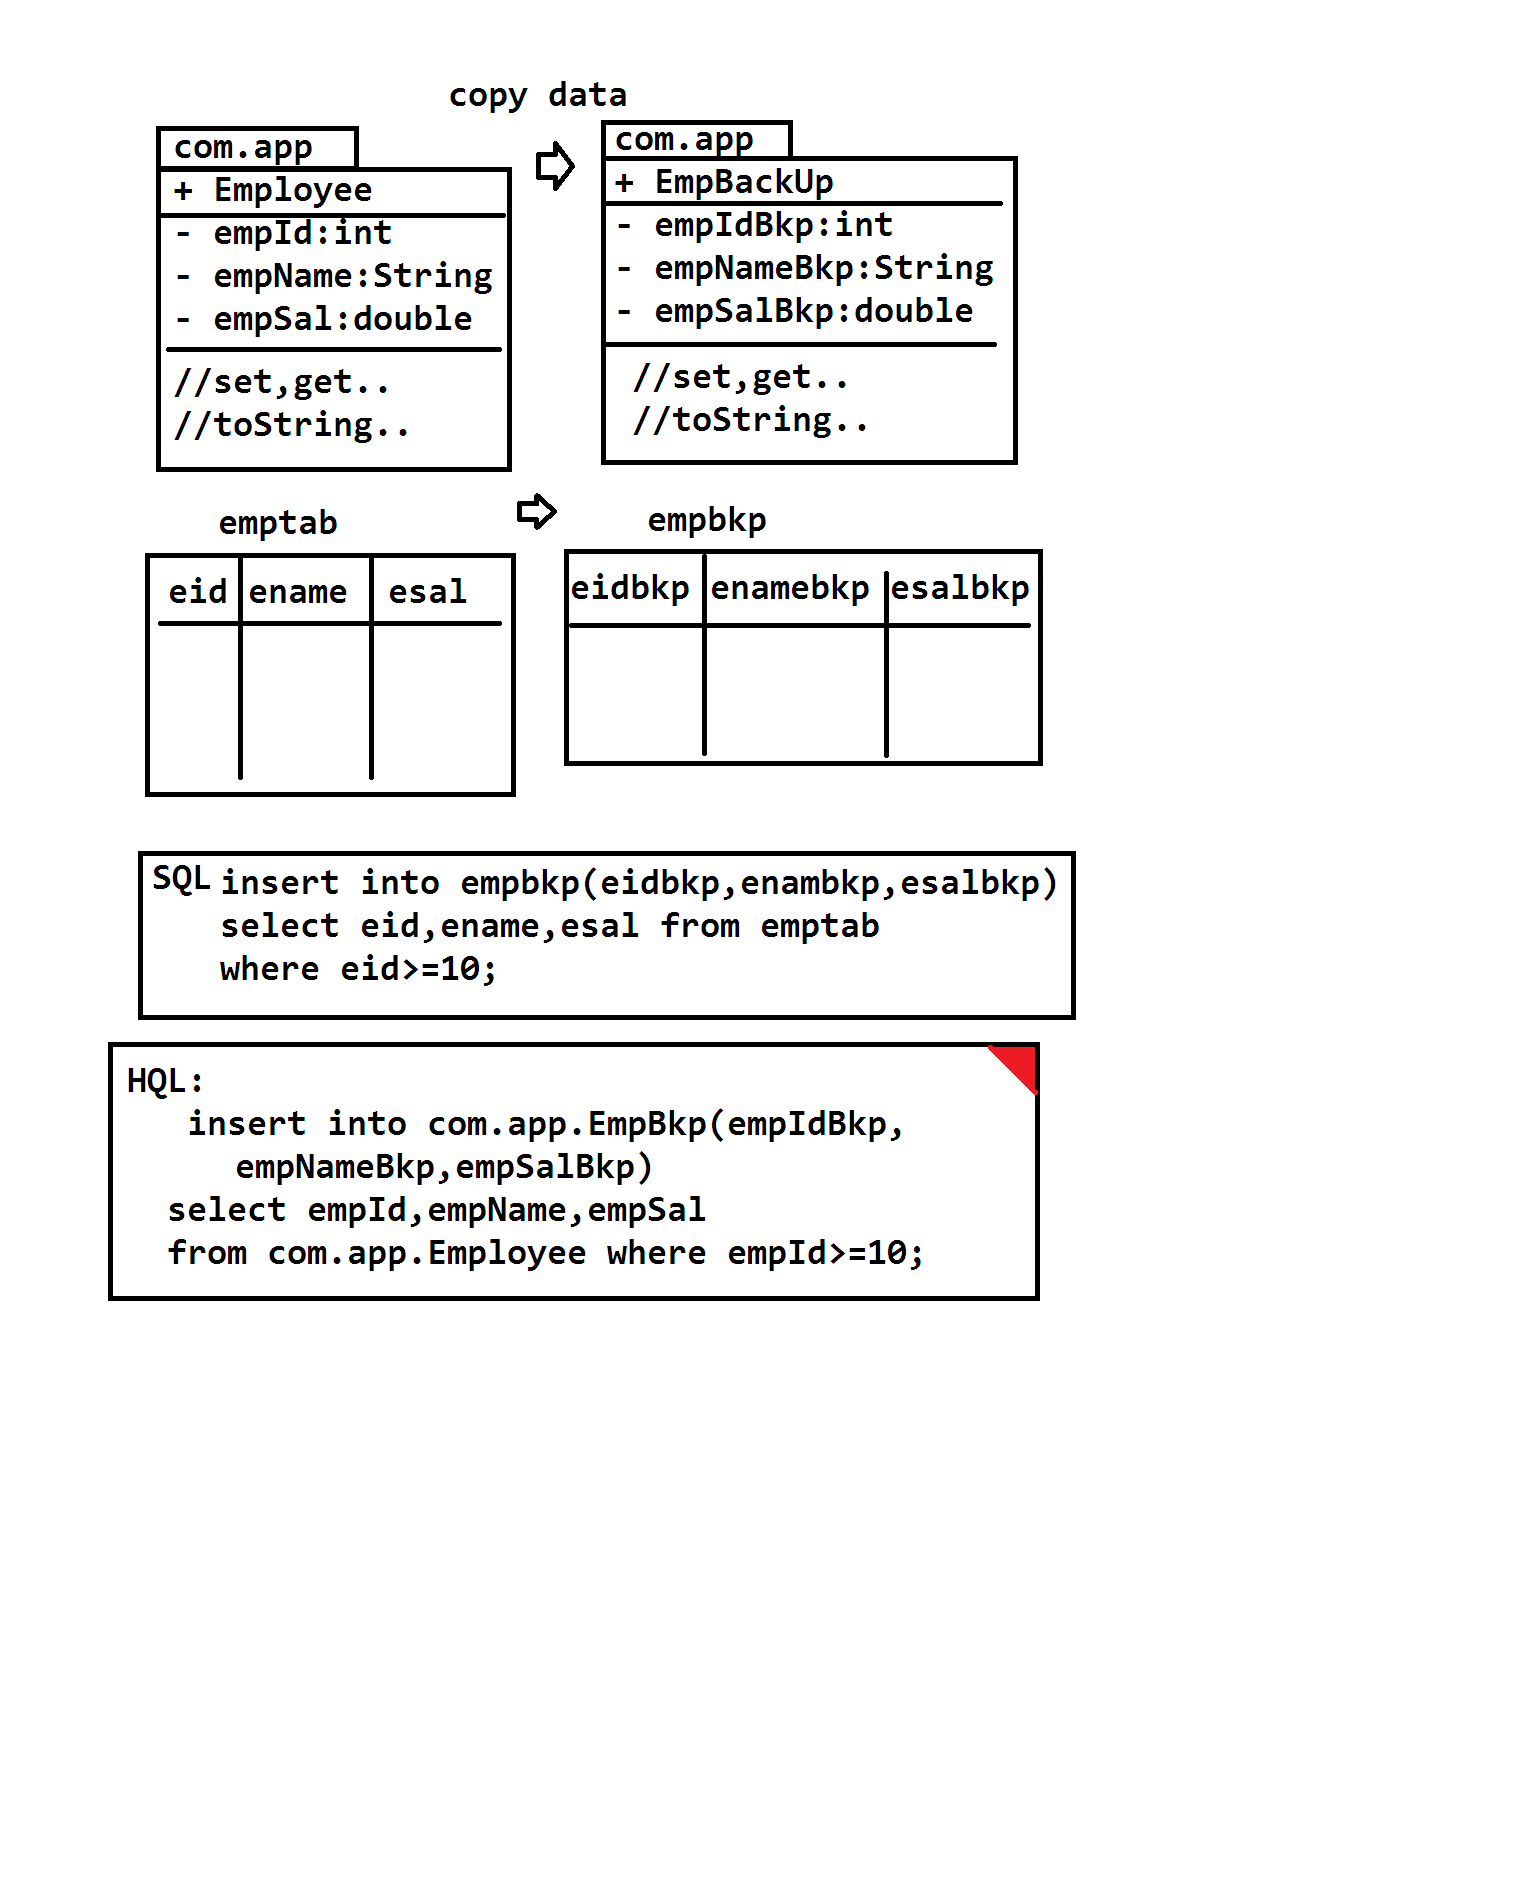 copy data
com.app
+ Employee
- empId:int
- empName:String
- empSal:double
//set,get..
//toString..
com.app
+ EmpBackUp
- empIdBkp:int
- empNameBkp:String
- empSalBkp:double
//set,get..
//toString..
emptab
eid ename esal
empbkp
eidbkp enamebkp esalbkp
SQL insert into empbkp(eidbkp,enambkp,esalbkp)
select eid,ename,esal from emptab
where eid>=10;
HQL:
insert into com.app.EmpBkp(empIdBkp,
empNameBkp,empSalBkp)
select empId,empName,empSal
from com.app.Employee where empId>=10;